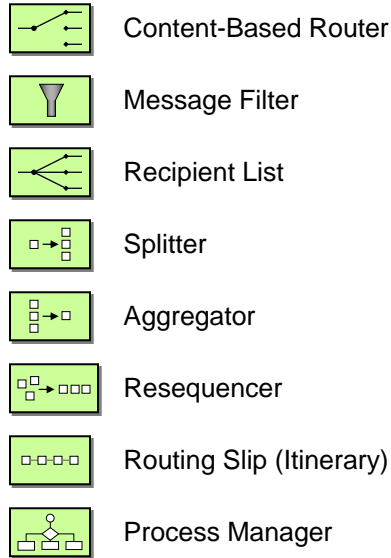 Content-Based Router
Message Filter
Recipient List
Splitter
Aggregator
Resequencer
Routing Slip (Itinerary)
Process Manager